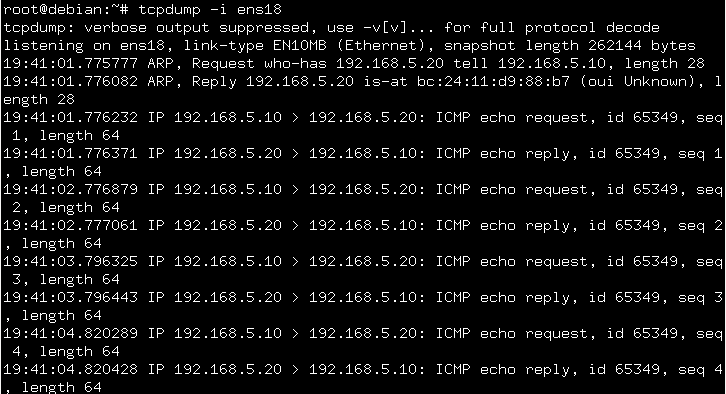 root@debian:~# tcpdump -i ens18
tcpdump: verbose output suppressed, use -v[v]... for full protocol decode
listening on ens18, link-type EN10MB (Ethernet), snapshot length 262144 bytes
19:41:01.775777 ARP, Request who-has 192.168.5.20 tell 192.168.5.10, length 28
19:41:01.776082 ARP, Reply 192.168.5.20 is-at bc:24:11:d9:88:b7 (oui Unknown), l
ength 28
19:41:01.776232 IP 192.168.5.10 > 192.168.5.20: ICMP echo request, id 65349, seq
 1, length 64
19:41:01.776371 IP 192.168.5.20 > 192.168.5.10: ICMP echo reply, id 65349, seq 1
, length 64
19:41:02.776879 IP 192.168.5.10 > 192.168.5.20: ICMP echo request, id 65349, seq
 2, length 64
19:41:02.777061 IP 192.168.5.20 > 192.168.5.10: ICMP echo reply, id 65349, seq 2
, length 64
19:41:03.796325 IP 192.168.5.10 > 192.168.5.20: ICMP echo request, id 65349, seq
 3, length 64
19:41:03.796443 IP 192.168.5.20 > 192.168.5.10: ICMP echo reply, id 65349, seq 3
, length 64
19:41:04.820289 IP 192.168.5.10 > 192.168.5.20: ICMP echo request, id 65349, seq
 4, length 64
19:41:04.820428 IP 192.168.5.20 > 192.168.5.10: ICMP echo reply, id 65349, seq 4
, length 64